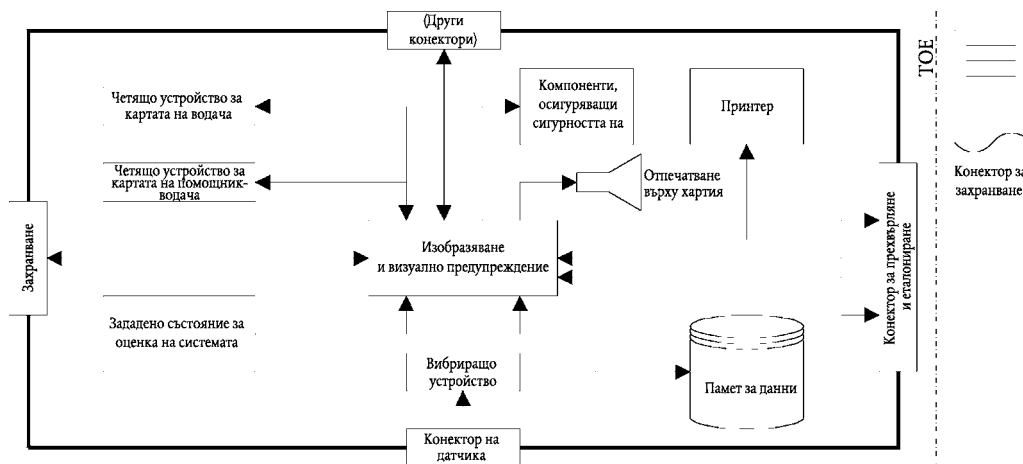 (Други
конектори)
Четящо устройство за
картата на водача
Компоненти,
осигуряващи
сигурността на
Принтер
TOE
Четящо устройство за
картата на помощник-
водача
Отпечатване
върху хартия
Конектор за
захранване
Захранване
Изобразяване
и визуално предупреждение
Конектор за прехвърляне
и еталониране
Зададено състояние за
оценка на системата
Вибриращо
устройство
Памет за данни
Конектор на
датчика